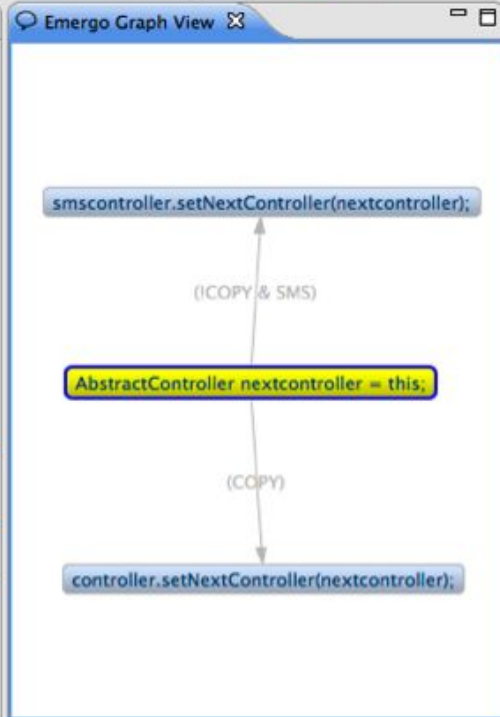 Emergo Graph View
smscontroller.setNextController(nextcontroller);
(!COPY & SMS)
AbstractController nextcontroller = this;
(COPY)
controller.setNextController(nextcontroller);